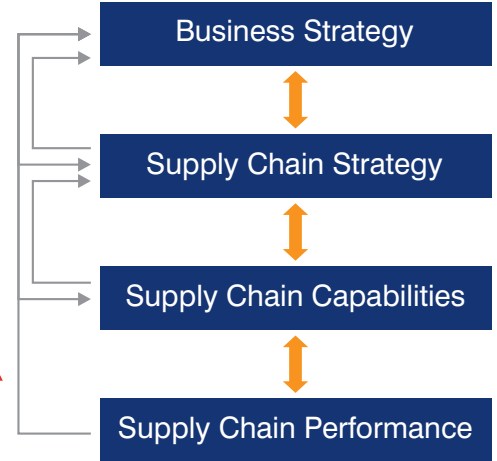 Business Strategy
Supply Chain Strategy
Supply Chain Capabilities
Supply Chain Performance